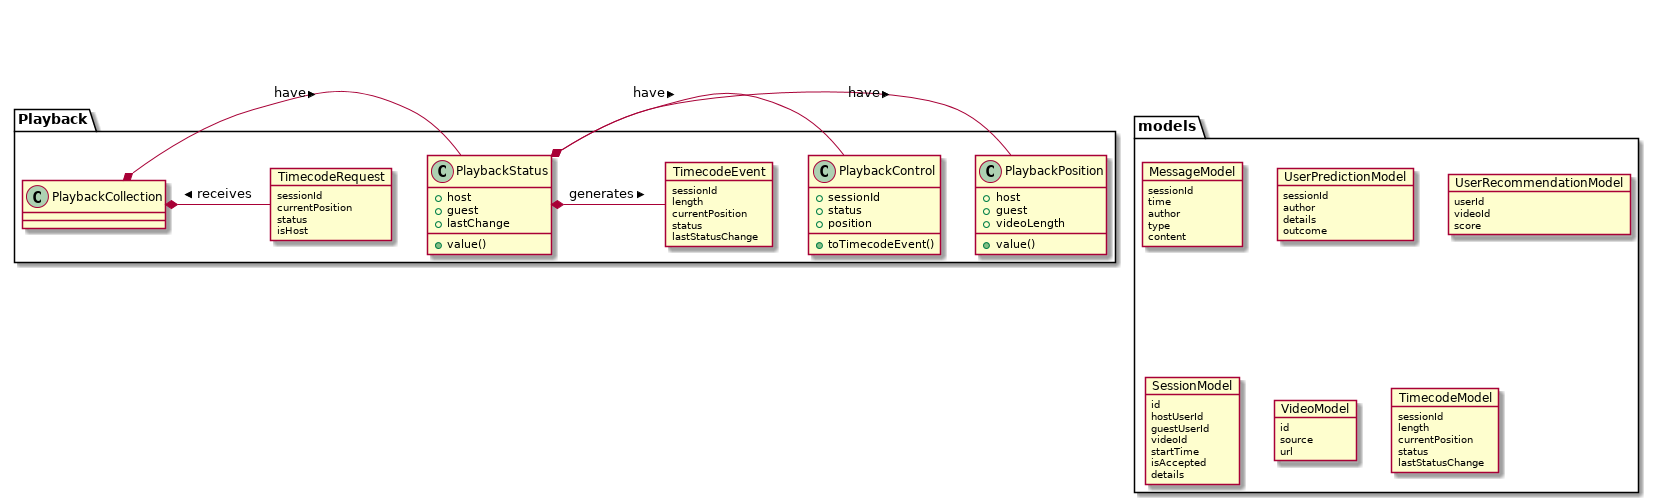 have
have
have
Playback
models
PlaybackCollection
C
receives
TimecodeRequest
sessionId
currentPosition
status
isHost
PlaybackStatus
C
host
guest
lastChange
value()
generates
TimecodeEvent
sessionId
length
currentPosition
status
lastStatusChange
PlaybackControl
C
sessionId
status
position
toTimecodeEvent()
PlaybackPosition
C
host
guest
videoLength
value()
MessageModel
sessionId
time
author
type
content
UserPredictionModel
sessionId
author
details
outcome
UserRecommendationModel
userId
videoId
score
SessionModel
id
hostUserId
guestUserId
videoId
startTime
isAccepted
details
VideoModel
id
source
url
TimecodeModel
sessionId
length
currentPosition
status
lastStatusChange